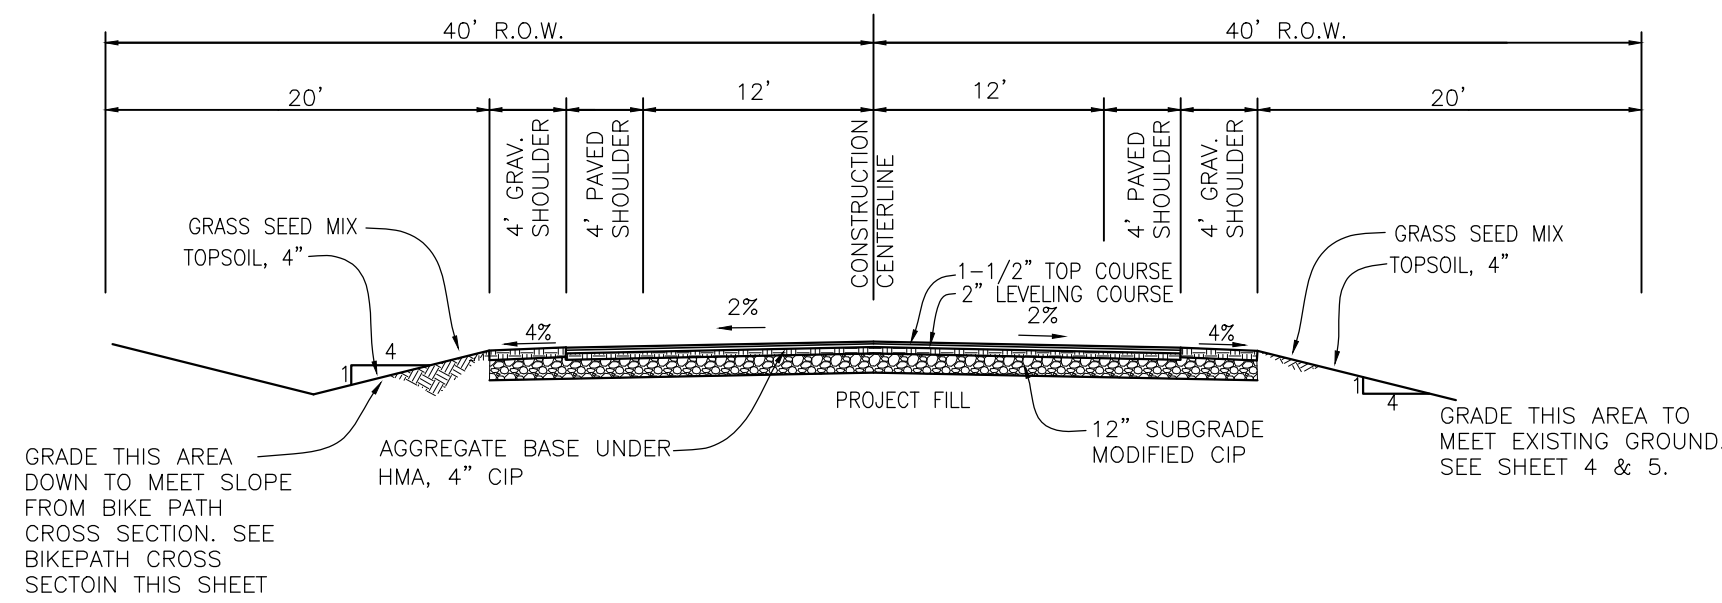 40' R.O.W.
40' R.O.W.
20'
12'
12'
20'
4' GRAV.
SHOULDER
4' PAVED
SHOULDER
CONSTRUCTION
CENTERLINE
4' PAVED
SHOULDER
4' GRAV.
SHOULDER
GRASS SEED MIX
TOPSOIL, 4"
GRASS SEED MIX
TOPSOIL, 4"
1-1/2" TOP COURSE
2" LEVELING COURSE
2%
2%
4%
4%
4
1
1
4
PROJECT FILL
GRADE THIS AREA
DOWN TO MEET SLOPE
FROM BIKE PATH
CROSS SECTION. SEE
BIKEPATH CROSS
SECTOIN THIS SHEET
AGGREGATE BASE UNDER
HMA, 4" CIP
12" SUBGRADE
MODIFIED CIP
GRADE THIS AREA TO
MEET EXISTING GROUND.
SEE SHEET 4 & 5.